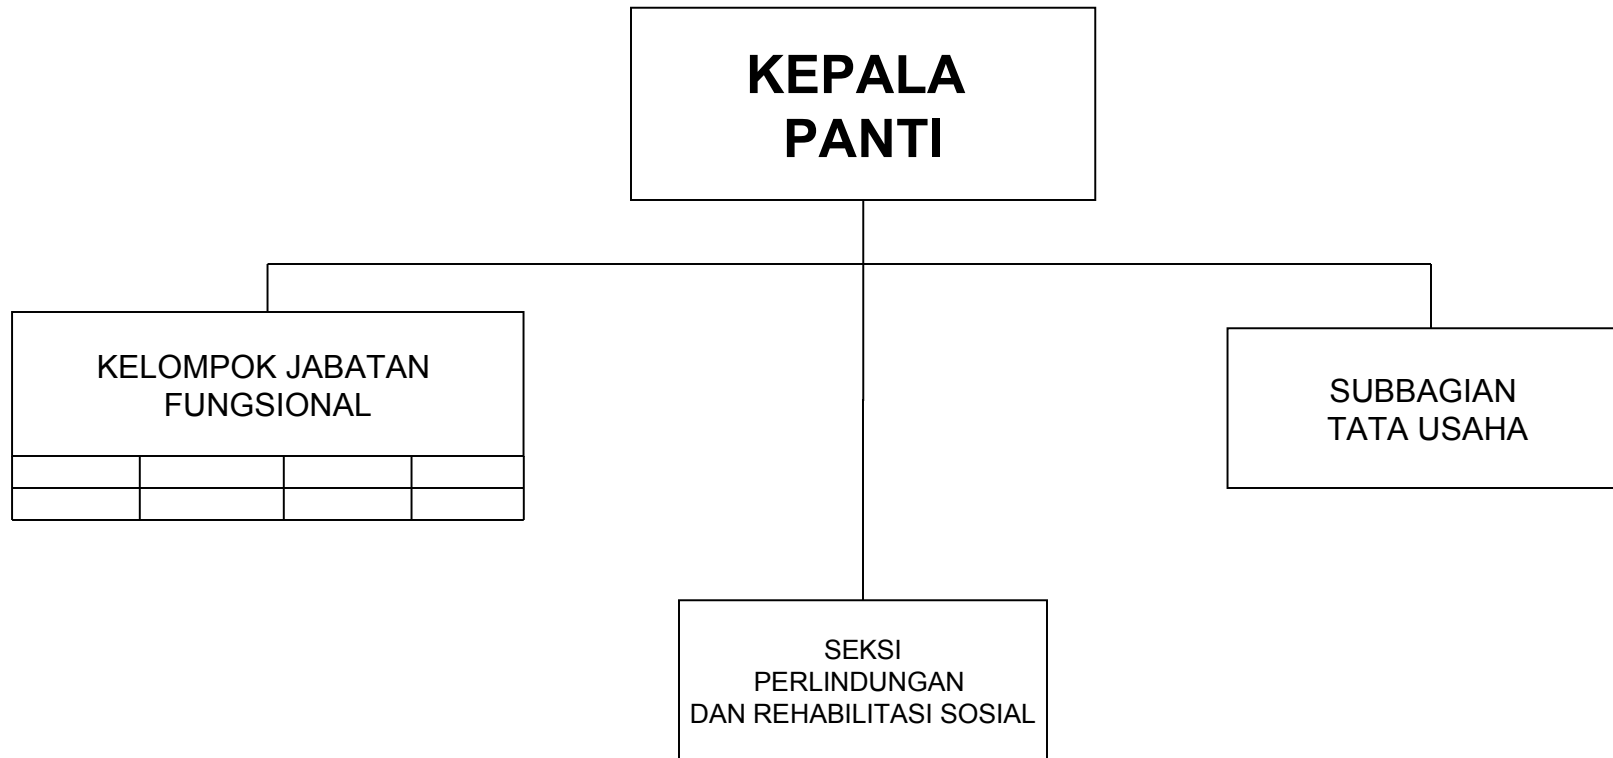 KEPALA
PANTI
KELOMPOK JABATAN
FUNGSIONAL
SUBBAGIAN
TATA USAHA
SEKSI
PERLINDUNGAN
DAN REHABILITASI SOSIAL